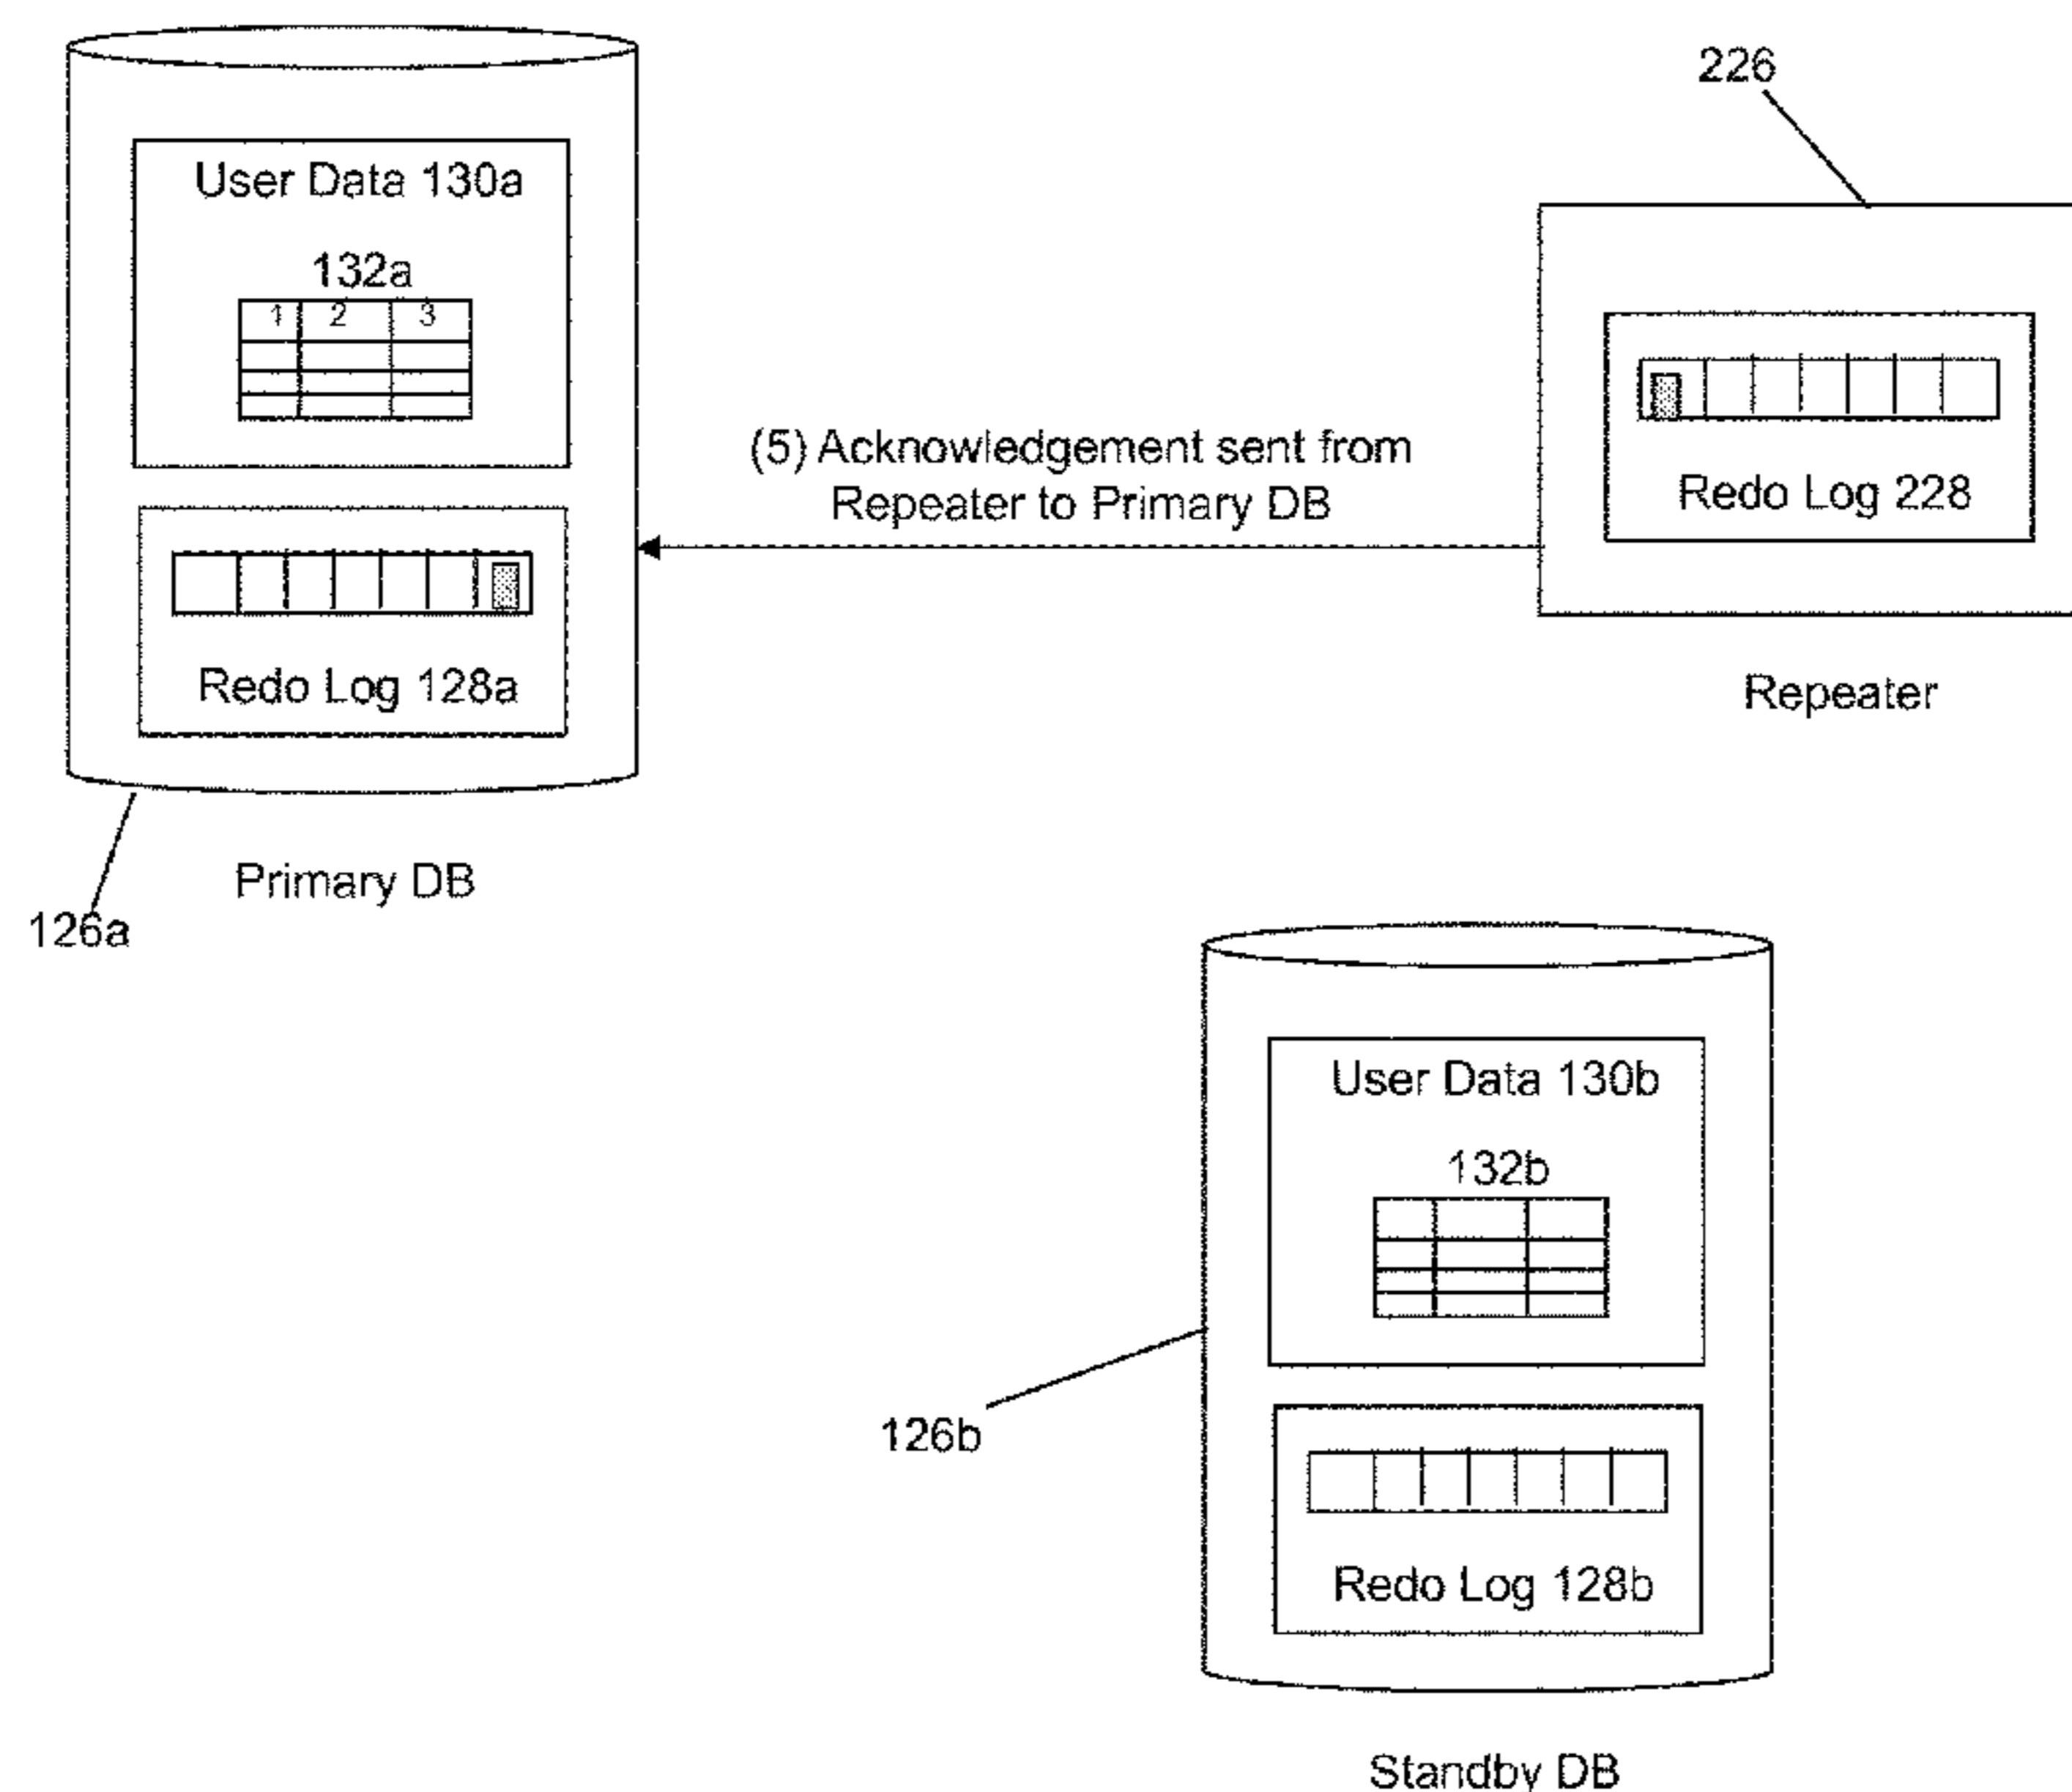 User Data 130a
132a
1 2 3
Redo Log 128a
Primary DB
126a
(5) Acknowledgement sent from
Repeater to Primary DB
226
Redo Log 228
Repeater
User Data 130b
132b
126b
Redo Log 128b
Standby DB